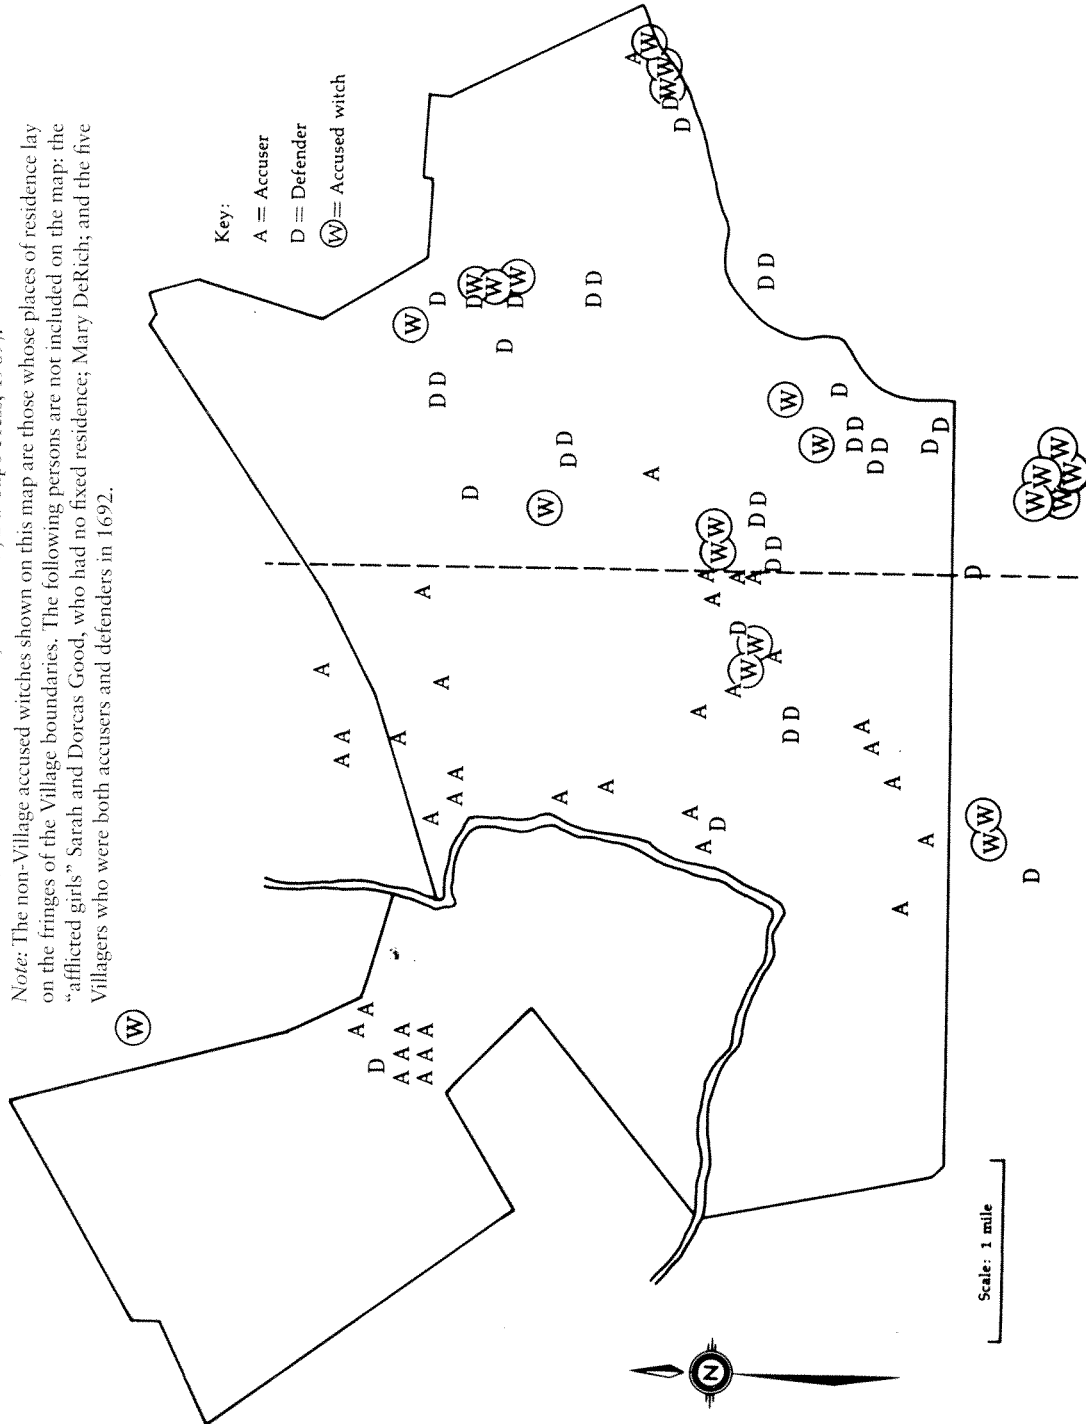 Note: The non-Village accused witches shown on this map are those whose places of residence lay
on the fringes of the Village boundaries. The following persons are not included on the map: the
"afflicted girls" Sarah and Dorcas Good, who had no fixed residence; Mary DeRich; and the five
Villagers who were both accusers and defenders in 1692.
Key:
A = Accuser
D = Defender
W = Accused witch
W
A
A A
A A
D
A A A
A A A
A
A
A
A A
A
A
W
D
D D
D
W W W
D D
D
D
D D
W
D D
A
A
A
A
D
A
A
A
W W
D
A
A
A
A
W W
D D
D D
D D
A W W W
D
D
D D
W
W
D
D D
D D
D D
A A
A
A
A
D
W W
D
W W W W W
N
Scale: 1 mile